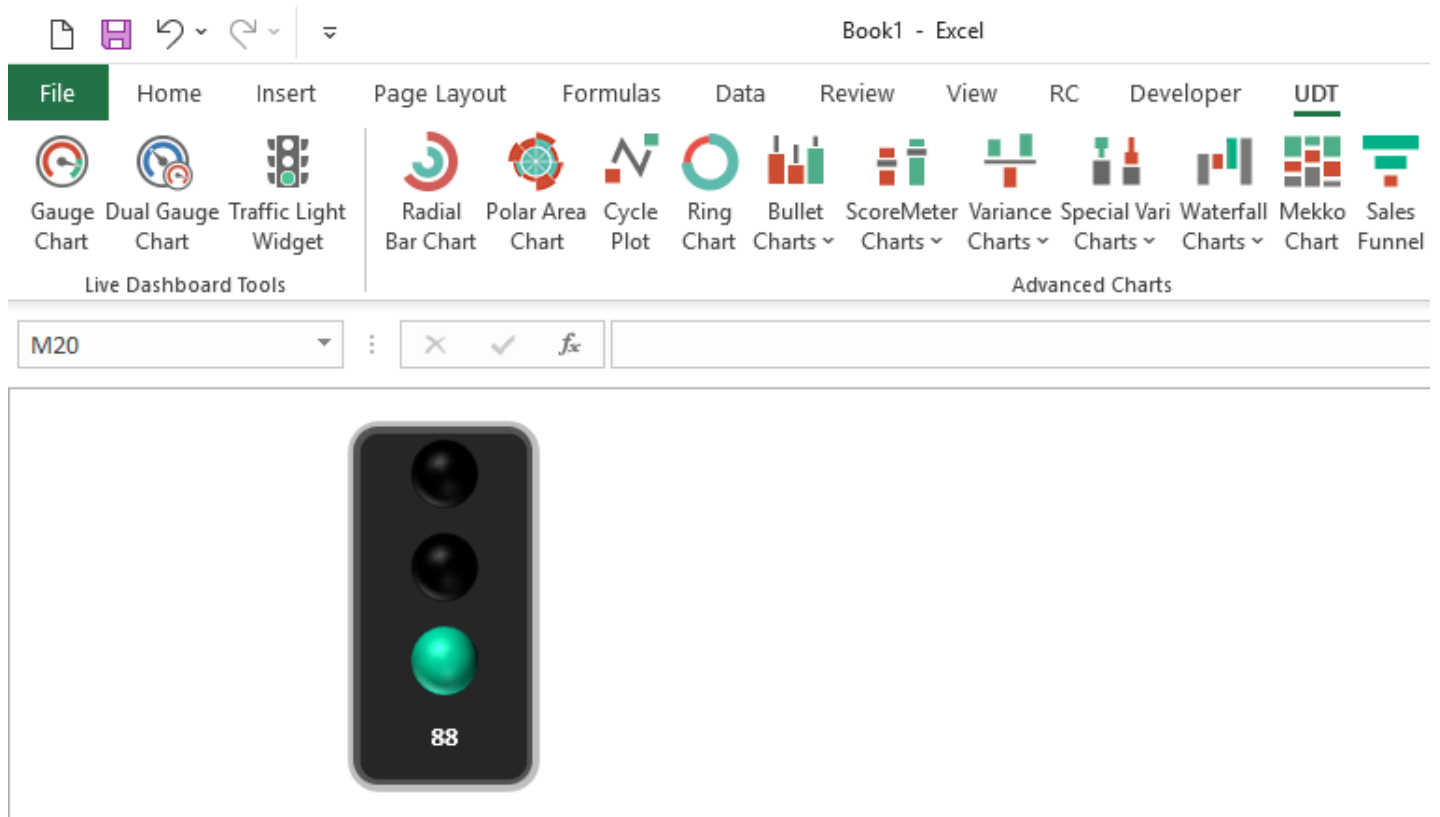 Book1 - Excel
File Home Insert Page Layout Formulas Data Review View RC Developer UDT
Gauge Dual Gauge Traffic Light Radial Polar Area Cycle Ring Bullet ScoreMeter Variance Special Vari Waterfall Mekko Sales
Chart Chart Widget Bar Chart Chart Plot Chart Charts Charts Charts Charts Charts Chart Funnel
Live Dashboard Tools Advanced Charts
M20 fx
88